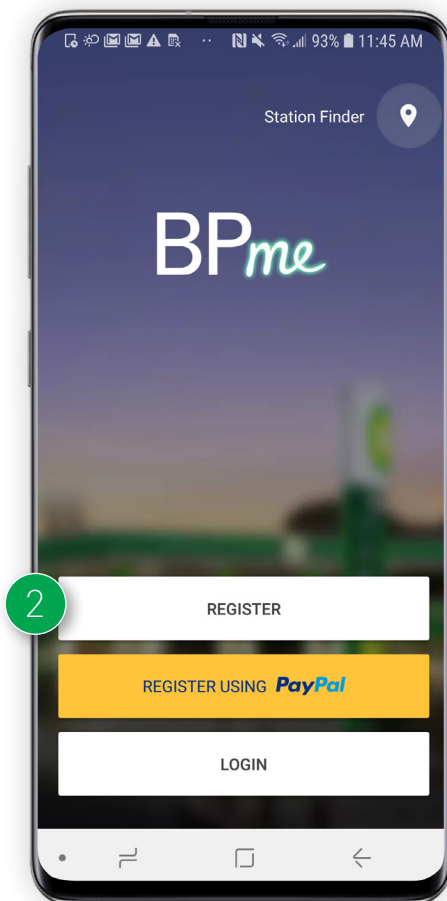 93% 11:45 AM
Station Finder
BPme
2
REGISTER
REGISTER USING PayPal
LOGIN